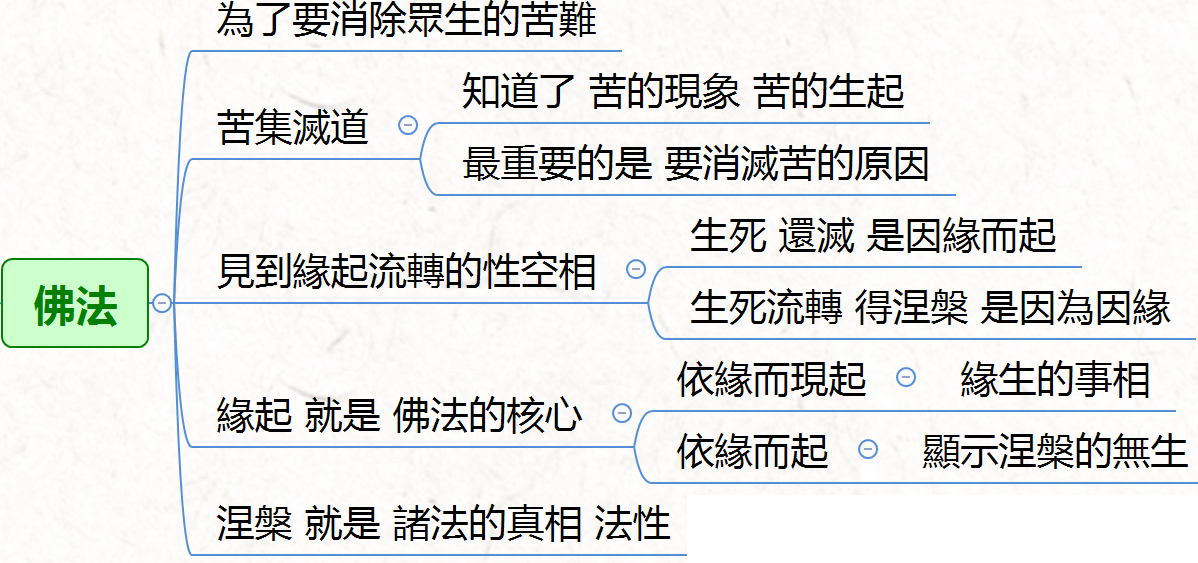 為了要消除眾生的苦難
知道了 苦的現象 苦的生起
苦集滅道
最重要的是 要消滅苦的原因
生死 還滅 是因緣而起
見到緣起流轉的性空相
佛法
生死流轉 得涅槃 是因為因緣
依緣而現起 緣生的事相
緣起 就是 佛法的核心
依緣而起 顯示涅槃的無生
涅槃 就是 諸法的真相 法性